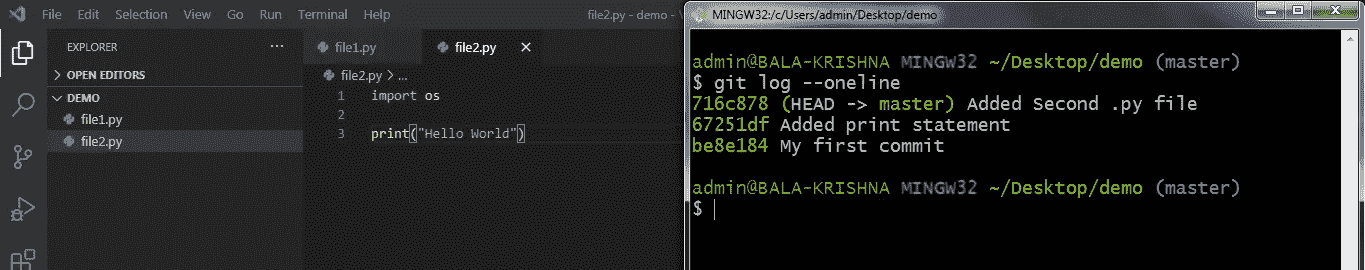 File Edit Selection View Go Run Terminal Help
file2.py - demo -
EXPLORER ...
OPEN EDITORS
DEMO
file1.py
file2.py
file1.py file2.py
file2.py > ...
1 import os
2
3 print("Hello World")
MINGW32:/c/Users/admin/Desktop/demo
admin@BALA-KRISHNA MINGW32 ~/Desktop/demo (master)
$ git log --oneline
716c878 (HEAD -> master) Added Second .py file
67251df Added print statement
be8e184 My first commit
admin@BALA-KRISHNA MINGW32 ~/Desktop/demo (master)
$